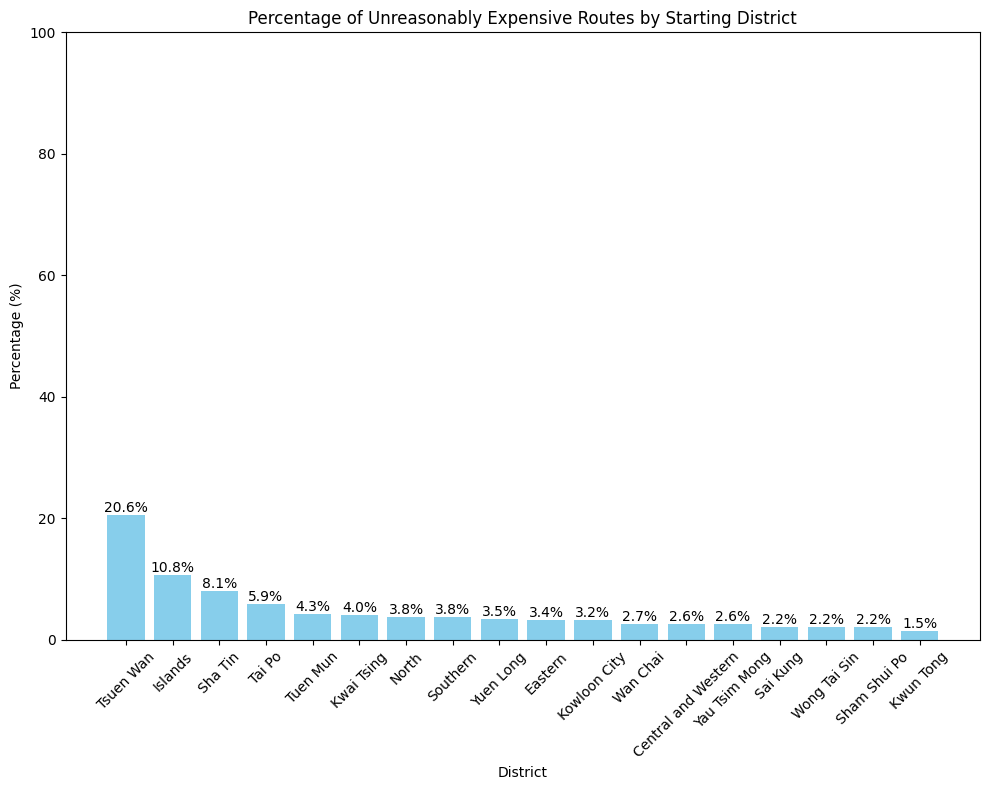 Percentage of Unreasonably Expensive Routes by Starting District
Percentage (%)
100
80
60
40
20
0
20.6%
10.8%
8.1%
5.9%
4.3%
4.0%
3.8%
3.8%
3.5%
3.4%
3.2%
2.7%
2.6%
2.6%
2.2%
2.2%
2.2%
1.5%
Tsuen Wan
Islands
Sha Tin
Tai Po
Tuen Mun
Kwai Tsing
North
Southern
Yuen Long
Eastern
Kowloon City
Wan Chai
Central and Western
Yau Tsim Mong
Sai Kung
Wong Tai Sin
Sham Shui Po
Kwun Tong
District